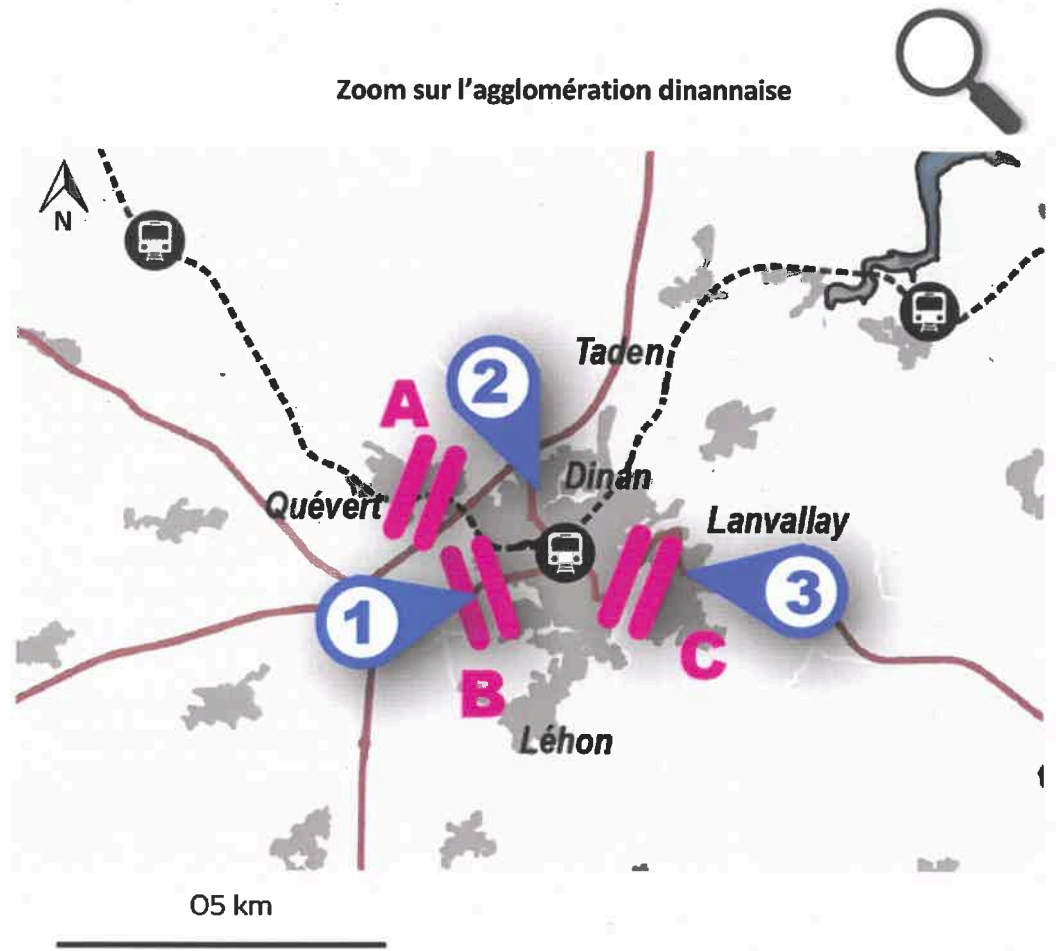 Zoom sur l'agglomération dinannaise
N
Taden
2
A
Dinan
Quévert
Lanvallay
1
3
C
B
Léhon
05 km